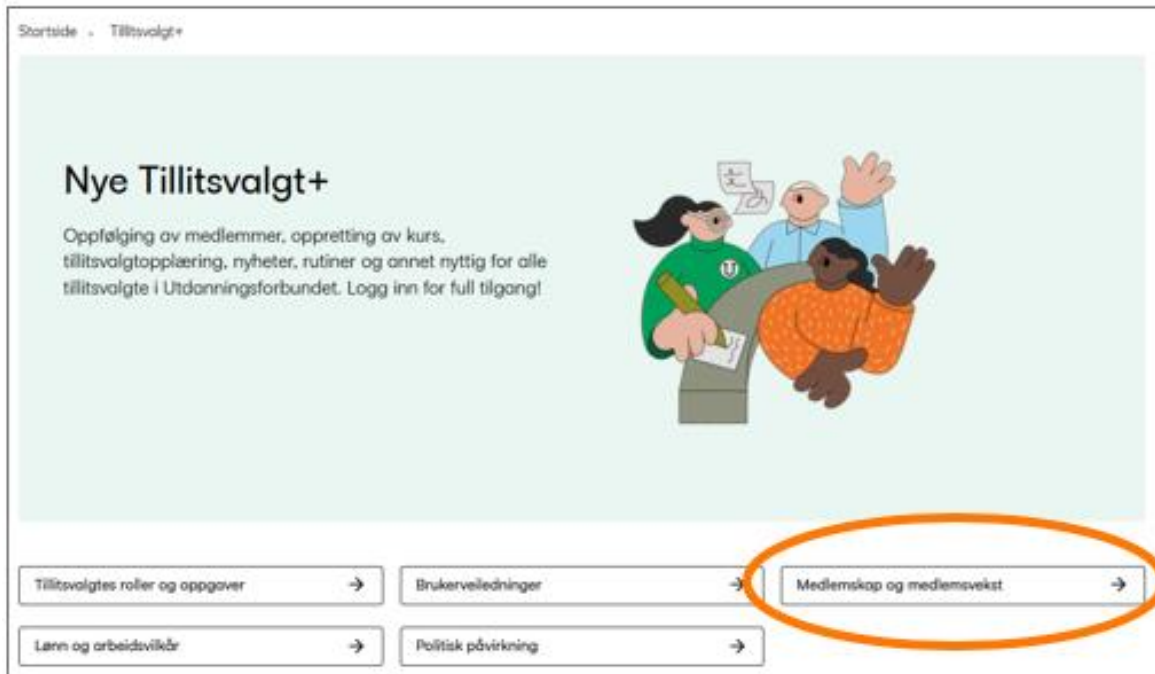 Startside . Tillitsvalgt+
Nye Tillitsvalgt+
Oppfølging av medlemmer, oppretting av kurs,
tillitsvalgtopplæring, nyheter, rutiner og annet nyttig for alle
tillitsvalgte i Utdanningsforbundet. Logg inn for full tilgang!
Tillitsvalgtes roller og oppgaver →
Brukerveiledninger →
Medlemskap og medlemsvekst →
Lønn og arbeidsvilkår →
Politisk påvirkning →